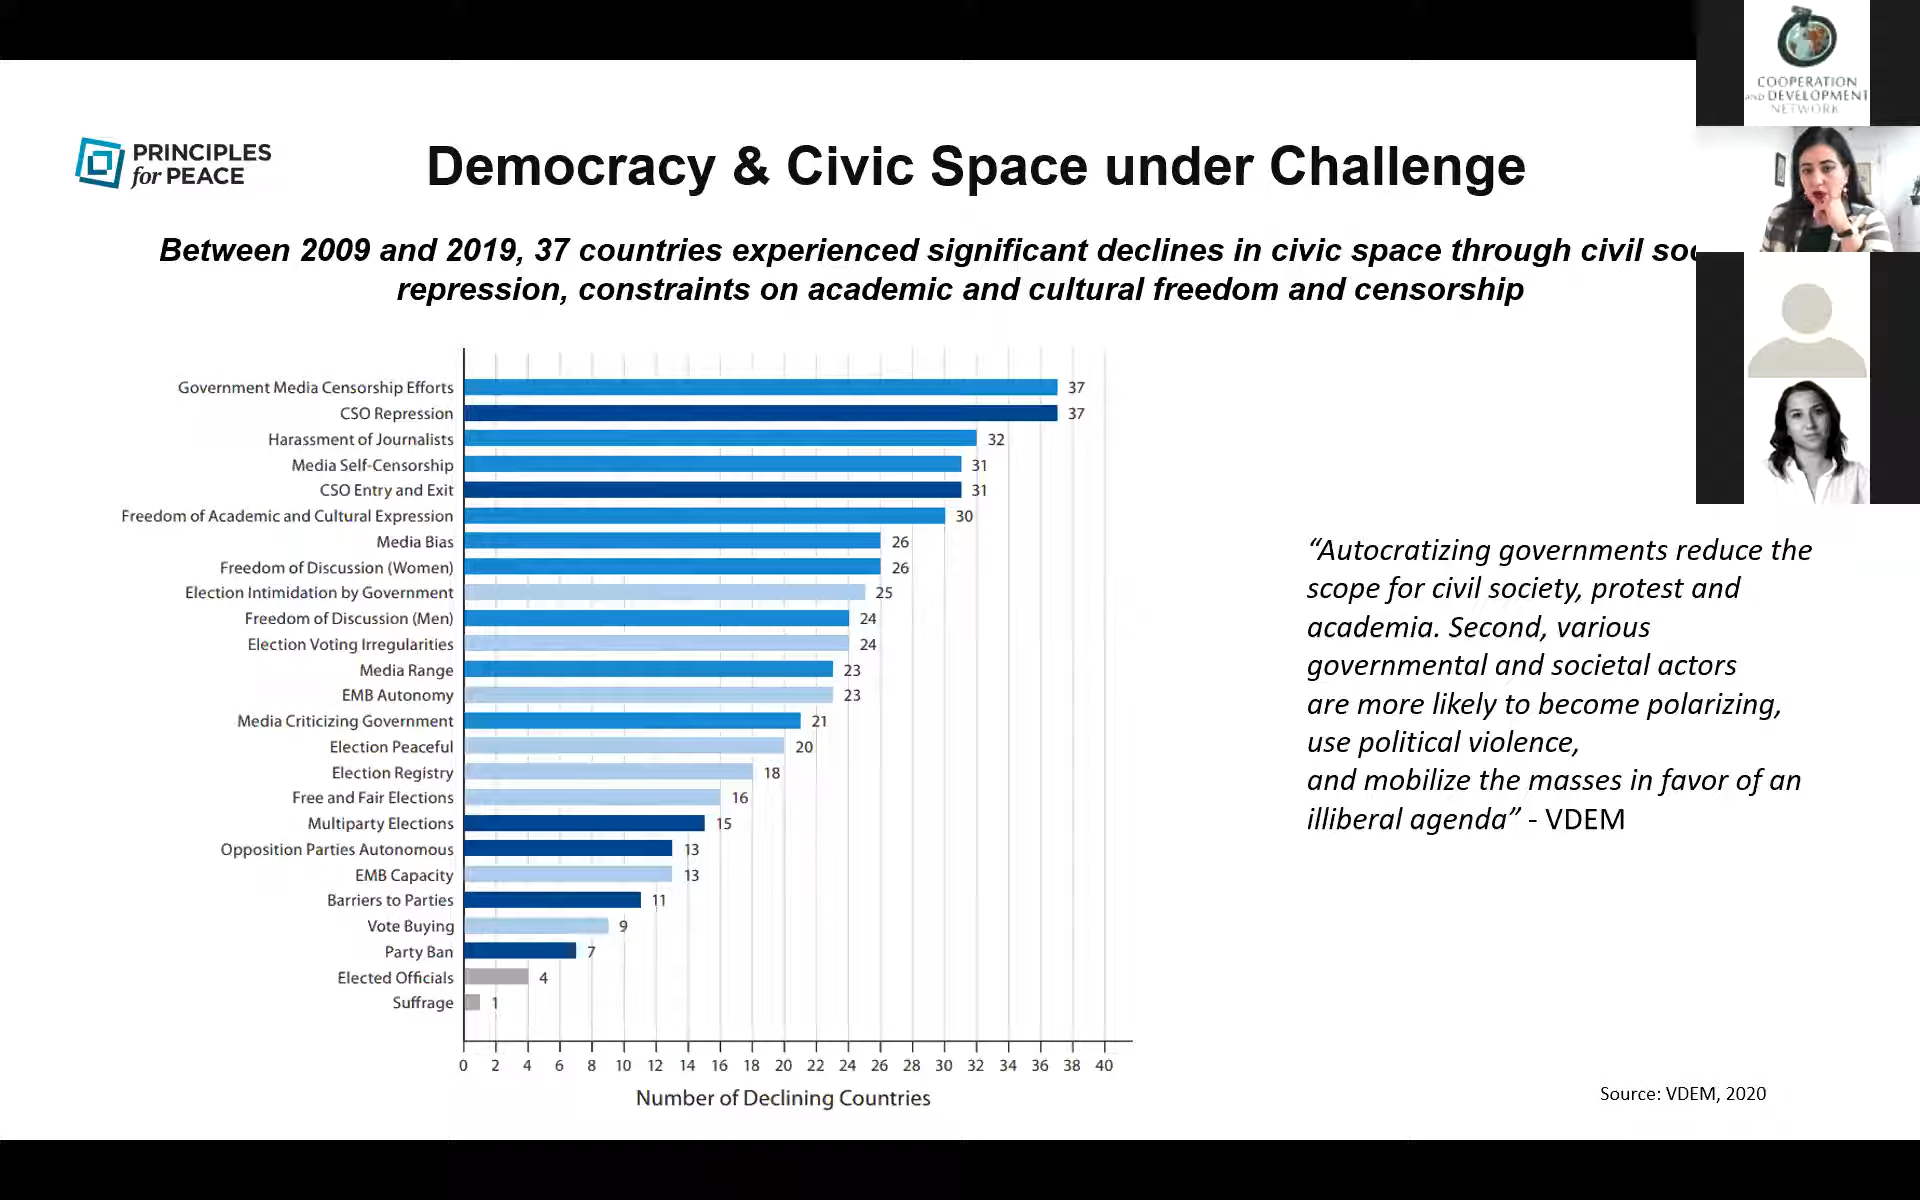 COOPERATION
AND DEVELOPMENT
NETWORK
PRINCIPLES
for PEACE
Democracy & Civic Space under Challenge
Between 2009 and 2019, 37 countries experienced significant declines in civic space through civil
repression, constraints on academic and cultural freedom and censorship
Government Media Censorship Efforts 37
CSO Repression 37
Harassment of Journalists 32
Media Self-Censorship 31
CSO Entry and Exit 31
Freedom of Academic and Cultural Expression 30
Media Bias 26
Freedom of Discussion (Women) 26
Election Intimidation by Government 25
Freedom of Discussion (Men) 24
Election Voting Irregularities 24
Media Range 23
EMB Autonomy 23
Media Criticizing Government 21
Election Peaceful 20
Election Registry 18
Free and Fair Elections 16
Multiparty Elections 15
Opposition Parties Autonomous 13
EMB Capacity 13
Barriers to Parties 11
Vote Buying 9
Party Ban 7
Elected Officials 4
Suffrage 1
0 2 4 6 8 10 12 14 16 18 20 22 24 26 28 30 32 34 36 38 40
Number of Declining Countries
“Autocratizing governments reduce the
scope for civil society, protest and
academia. Second, various
governmental and societal actors
are more likely to become polarizing,
use political violence,
and mobilize the masses in favor of an
illiberal agenda” - VDEM
Source: VDEM, 2020